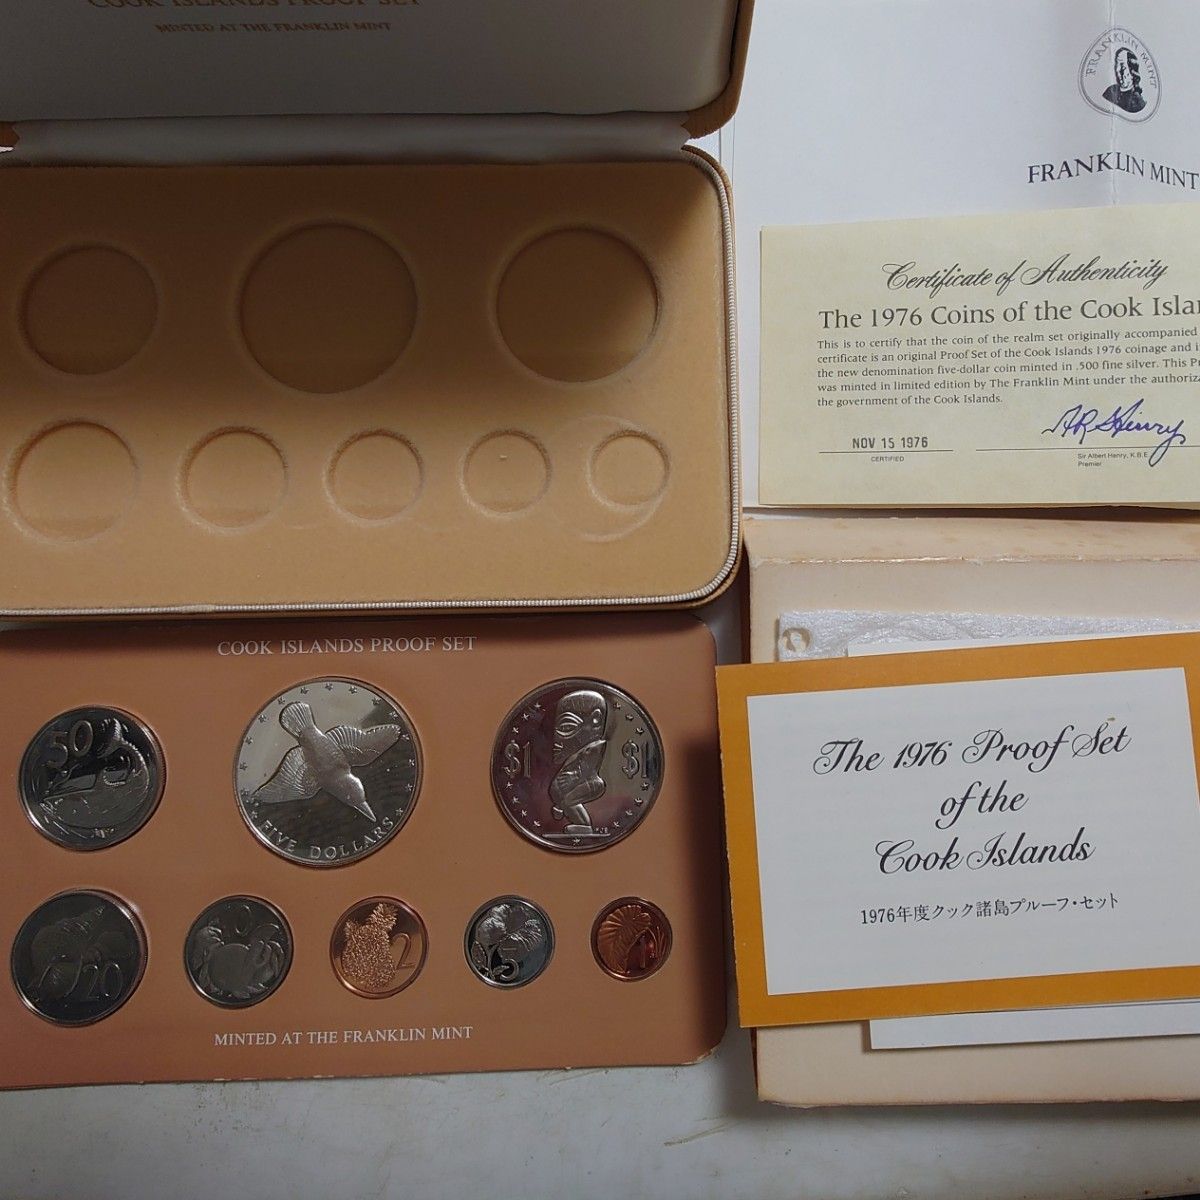 COOK ISLANDS PROOF SET
MINTED AT THE FRANKLIN MINT
FRANKLIN MINT
FRANKLIN MINT
Certificate of Authenticity
The 1976 Coins of the Cook Islan
This is to certify that the coin of the realm set originally accompanied
certificate is an original Proof Set of the Cook Islands 1976 coinage and i
the new denomination five-dollar coin minted in .500 fine silver. This P
was minted in limited edition by The Franklin Mint under the authoriza
the government of the Cook Islands.
NOV 15 1976
CERTIFIED
Sir Albert Henry, K.B.E.
Premier
COOK ISLANDS PROOF SET
50
FIVE DOLLARS
$1 $1
20
2
5
1
MINTED AT THE FRANKLIN MINT
The 1976 Proof Set
of the
Cook Islands
1976年度クック諸島プルーフ・セット